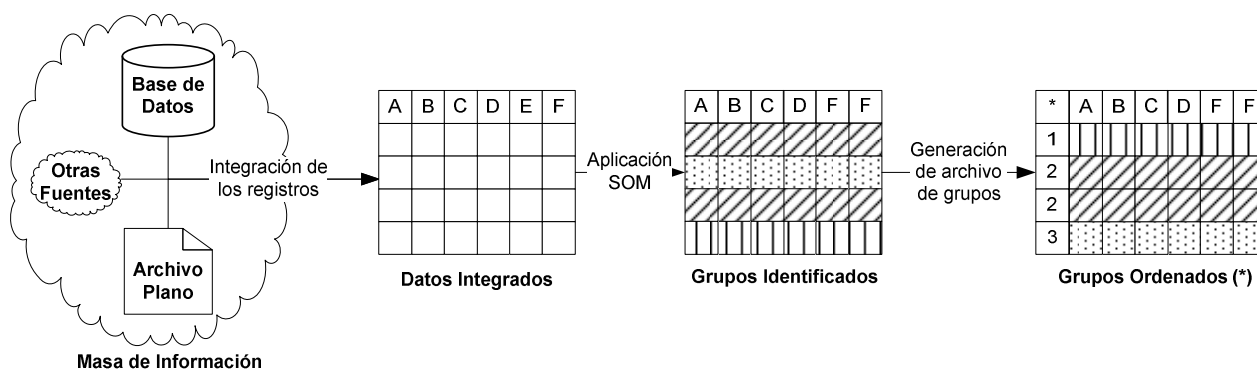 Base de
Datos
Otras
Fuentes
Archivo
Plano
Masa de Información
Integración de
los registros
A B C D E F
Datos Integrados
Aplicación
SOM
A B C D F F
Grupos Identificados
Generación
de archivo
de grupos
* A B C D F F
1
2
2
3
Grupos Ordenados (*)